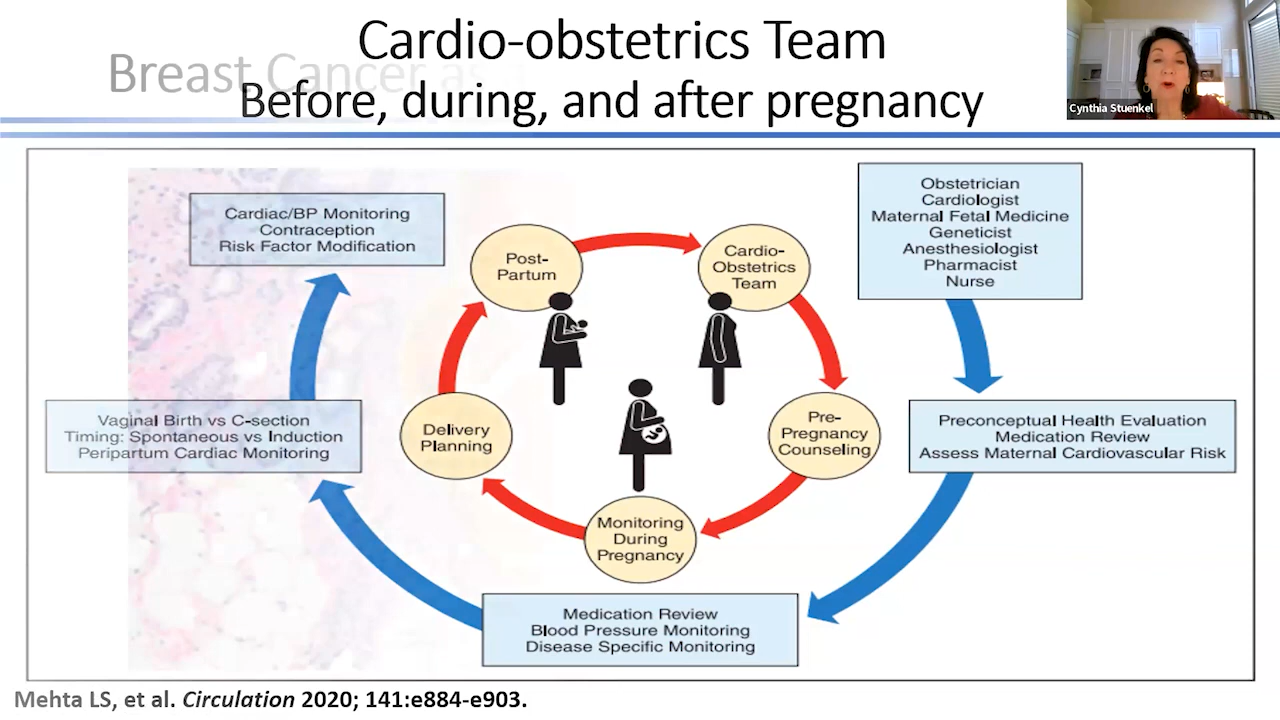 Cardio-obstetrics Team
Breast Cancer
Before, during, and after pregnancy
Cynthia Stuenkel
Cardiac/BP Monitoring
Contraception
Risk Factor Modification
Post-
Partum
Cardio-
Obstetrics
Team
Obstetrician
Cardiologist
Maternal Fetal Medicine
Geneticist
Anesthesiologist
Pharmacist
Nurse
Vaginal Birth vs C-section
Timing: Spontaneous vs Induction
Peripartum Cardiac Monitoring
Delivery
Planning
Pre-
Pregnancy
Counseling
Preconceptual Health Evaluation
Medication Review
Assess Maternal Cardiovascular Risk
Monitoring
During
Pregnancy
Medication Review
Blood Pressure Monitoring
Disease Specific Monitoring
Mehta LS, et al. Circulation 2020; 141:e884-e903.